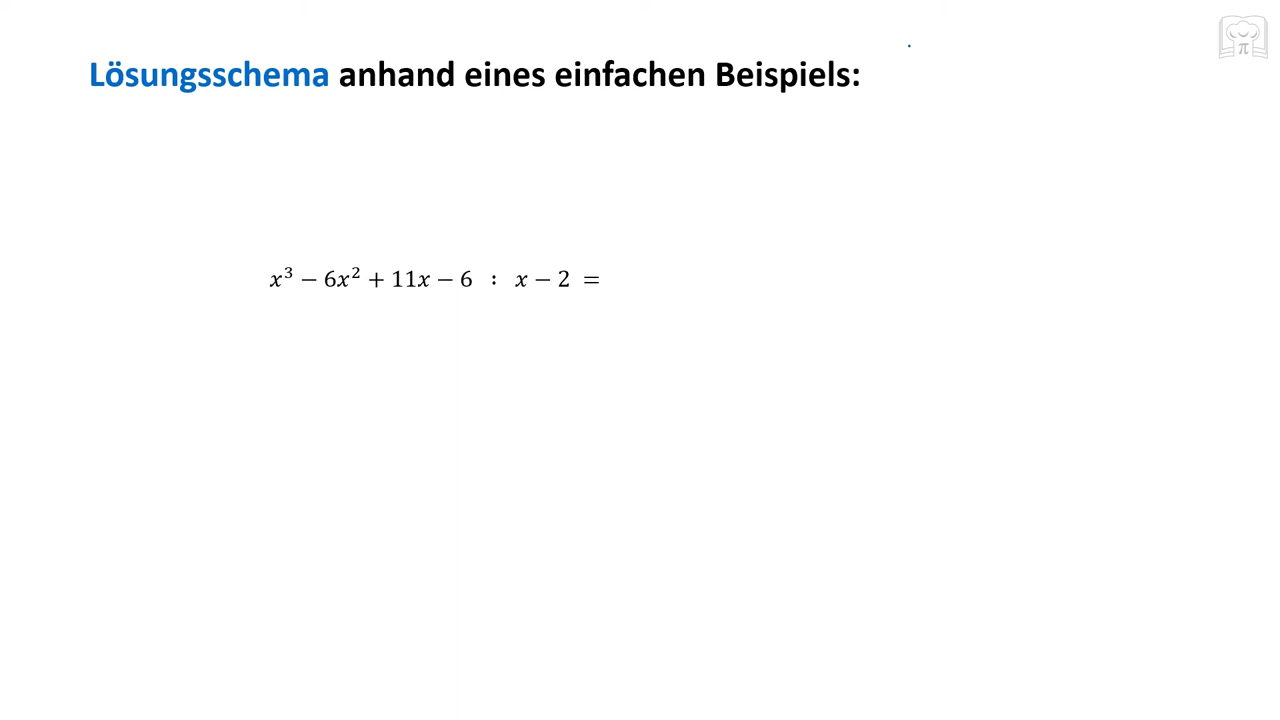 Lösungsschema anhand eines einfachen Beispiels:
x³ − 6x² + 11x − 6 : x − 2 =
π